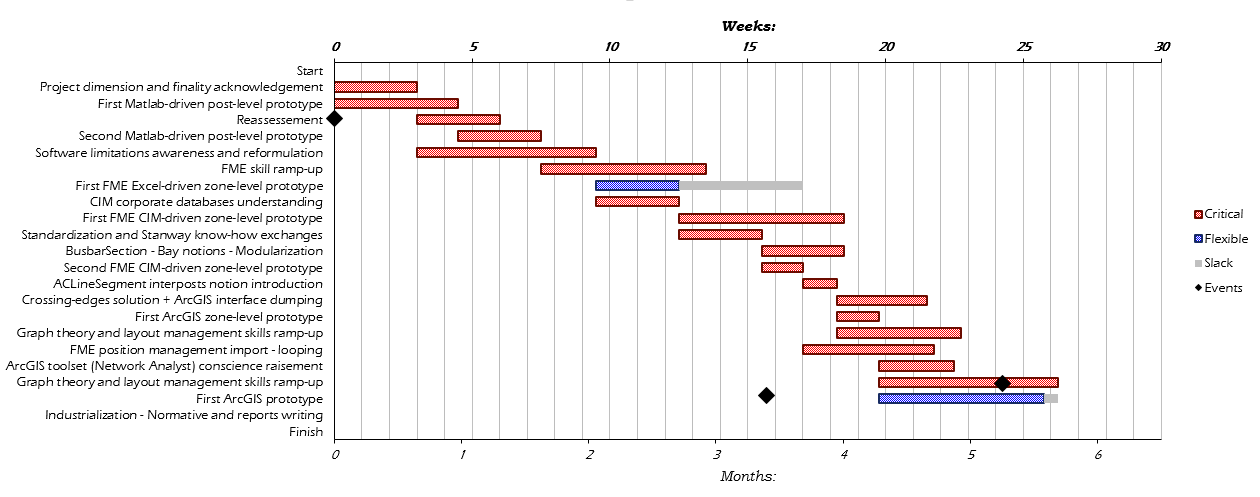 Weeks:
0 5 10 15 20 25 30
Start
Project dimension and finality acknowledgement
First Matlab-driven post-level prototype
Reassessement
Second Matlab-driven post-level prototype
Software limitations awareness and reformulation
FME skill ramp-up
First FME Excel-driven zone-level prototype
CIM corporate databases understanding
First FME CIM-driven zone-level prototype
Standardization and Stanway know-how exchanges
BusbarSection - Bay notions - Modularization
Second FME CIM-driven zone-level prototype
ACLineSegment interposts notion introduction
Crossing-edges solution + ArcGIS interface dumping
First ArcGIS zone-level prototype
Graph theory and layout management skills ramp-up
FME position management import - looping
ArcGIS toolset (Network Analyst) conscience raisement
Graph theory and layout management skills ramp-up
First ArcGIS prototype
Industrialization - Normative and reports writing
Finish
0 1 2 3 4 5 6
Months:
Critical
Flexible
Slack
Events